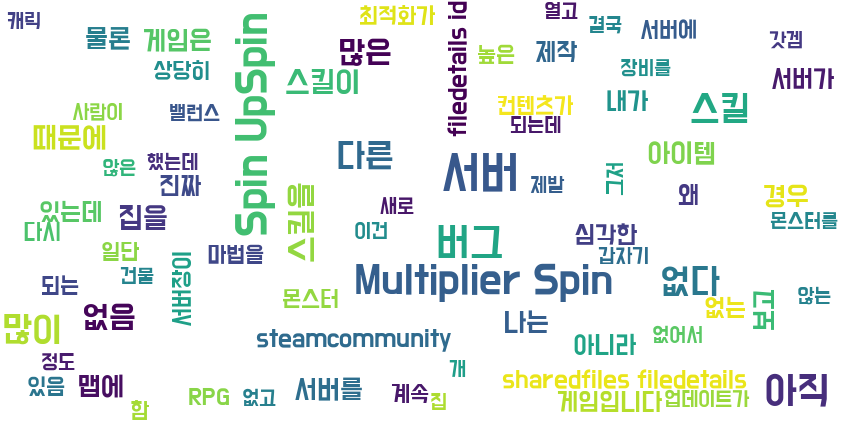 캐릭
물론
게임은
상당히
사람이
밸런스
때문에
않은
했는데
진짜
있는데
다시
집을
일단
건물
되는
서버장이
마법을
많이
없음
정도
있음
맵에
함
RPG
없고
서버를
Spin UpSpin
스킬이
스킬을
많은
최적화가
다른
새로
이건
버그
몬스터
Multiplier Spin
steamcommunity
계속
집
개
filedetails id
높은
열고
제작
결국
서버에
컨텐츠가
되는데
내가
장비를
스킬
갓겜
서버가
서버
제발
그저
아이템
왜
경우
심각한
갑자기
몬스터를
없다
없는
보고
않는
나는
아니라
없어서
sharedfiles filedetails
게임입니다
업데이트가
아직